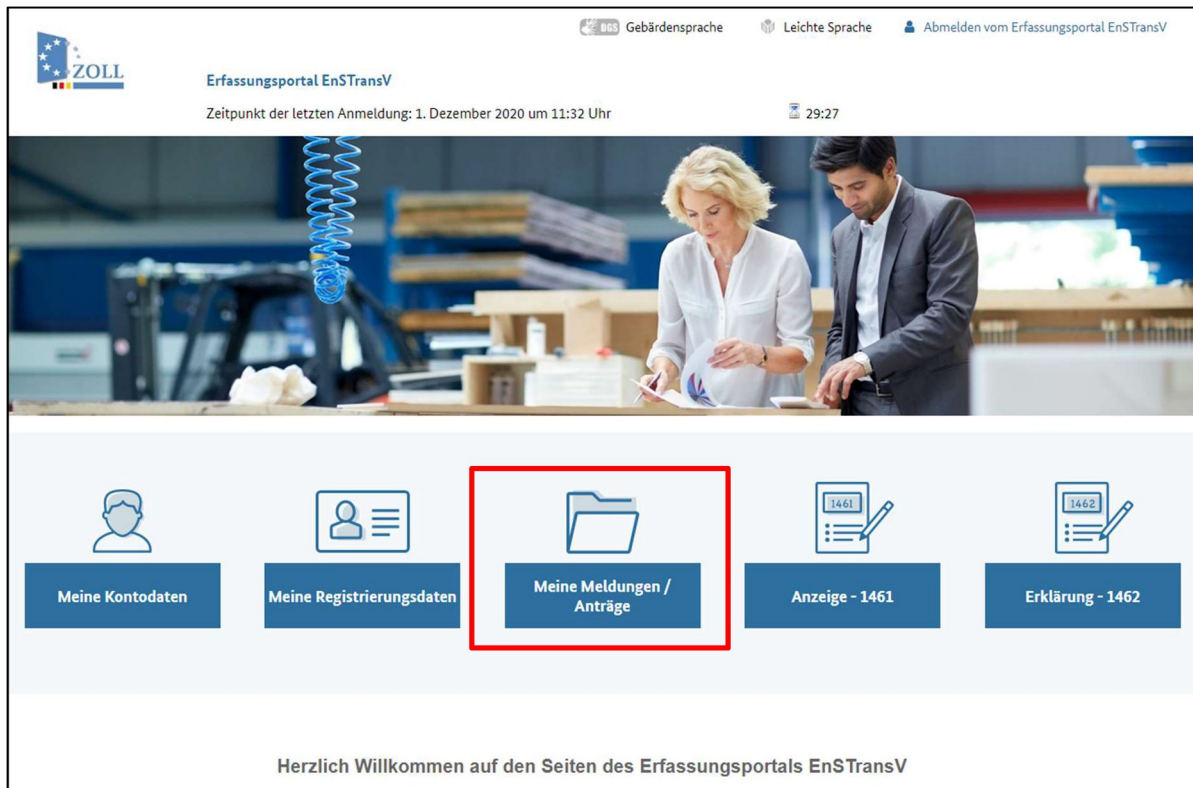 DGS Gebärdensprache Leichte Sprache Abmelden vom Erfassungsportal EnSTransV
ZOLL
Erfassungsportal EnSTransV
Zeitpunkt der letzten Anmeldung: 1. Dezember 2020 um 11:32 Uhr 29:27
1461
1462
Meine Kontodaten
Meine Registrierungsdaten
Meine Meldungen /
Anträge
Anzeige - 1461
Erklärung - 1462
Herzlich Willkommen auf den Seiten des Erfassungsportals EnSTransV